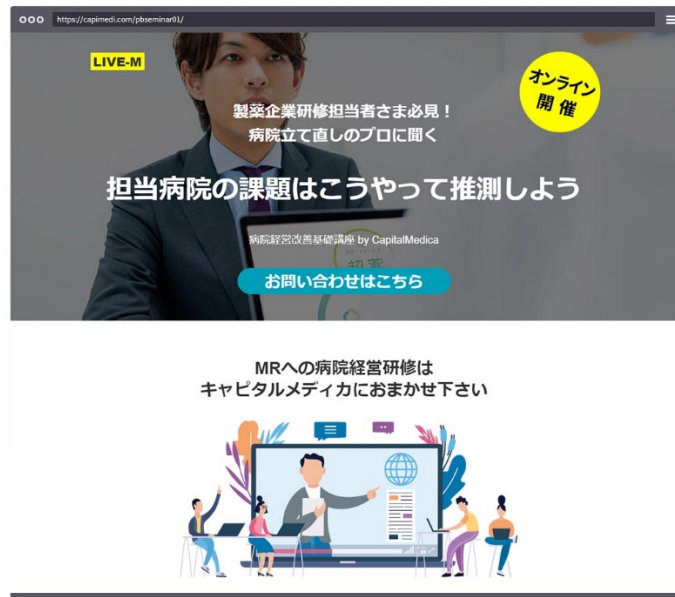 https://capimedi.com/pbseminar01/
LIVE-M
オンライン
開催
製薬企業研修担当者さま必見！
病院立て直しのプロに聞く
担当病院の課題はこうやって推測しよう
病院経営改善基礎講座 by CapitalMedica
お問い合わせはこちら
MRへの病院経営研修は
キャピタルメディカにおまかせ下さい